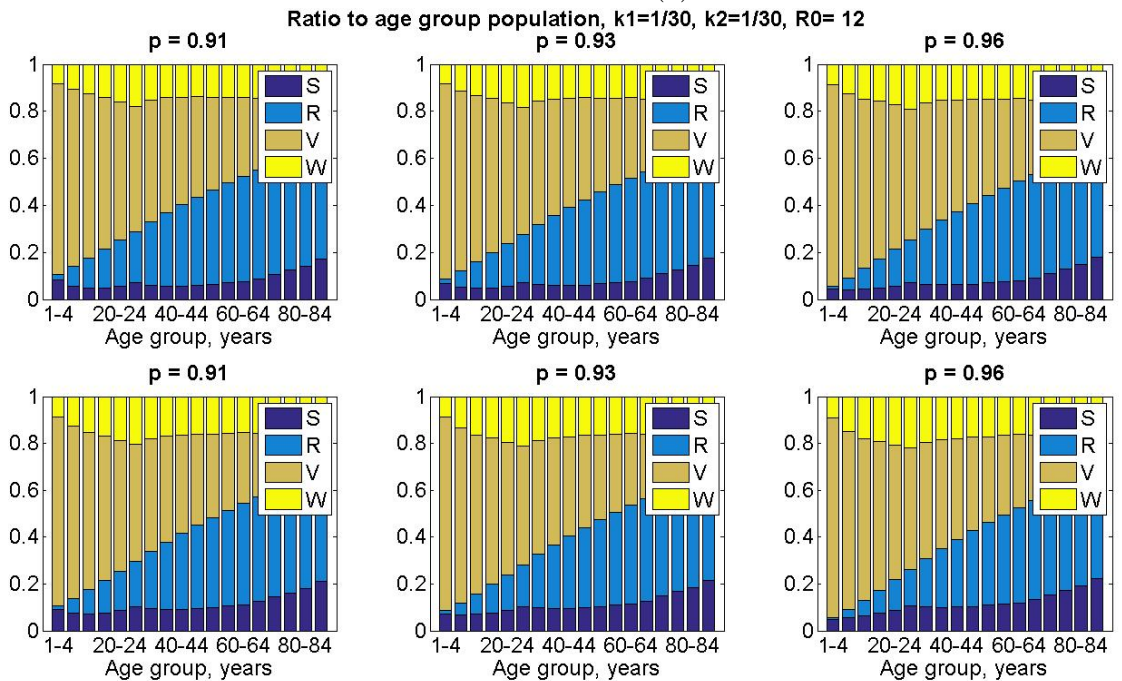 Ratio to age group population, k1=1/30, k2=1/30, R0= 12
p = 0.91
1
0.8
0.6
0.4
0.2
0
S
R
V
W
1-4 20-24 40-44 60-64 80-84
Age group, years
p = 0.93
1
0.8
0.6
0.4
0.2
0
S
R
V
W
1-4 20-24 40-44 60-64 80-84
Age group, years
p = 0.96
1
0.8
0.6
0.4
0.2
0
S
R
V
W
1-4 20-24 40-44 60-64 80-84
Age group, years
p = 0.91
1
0.8
0.6
0.4
0.2
0
S
R
V
W
1-4 20-24 40-44 60-64 80-84
Age group, years
p = 0.93
1
0.8
0.6
0.4
0.2
0
S
R
V
W
1-4 20-24 40-44 60-64 80-84
Age group, years
p = 0.96
1
0.8
0.6
0.4
0.2
0
S
R
V
W
1-4 20-24 40-44 60-64 80-84
Age group, years